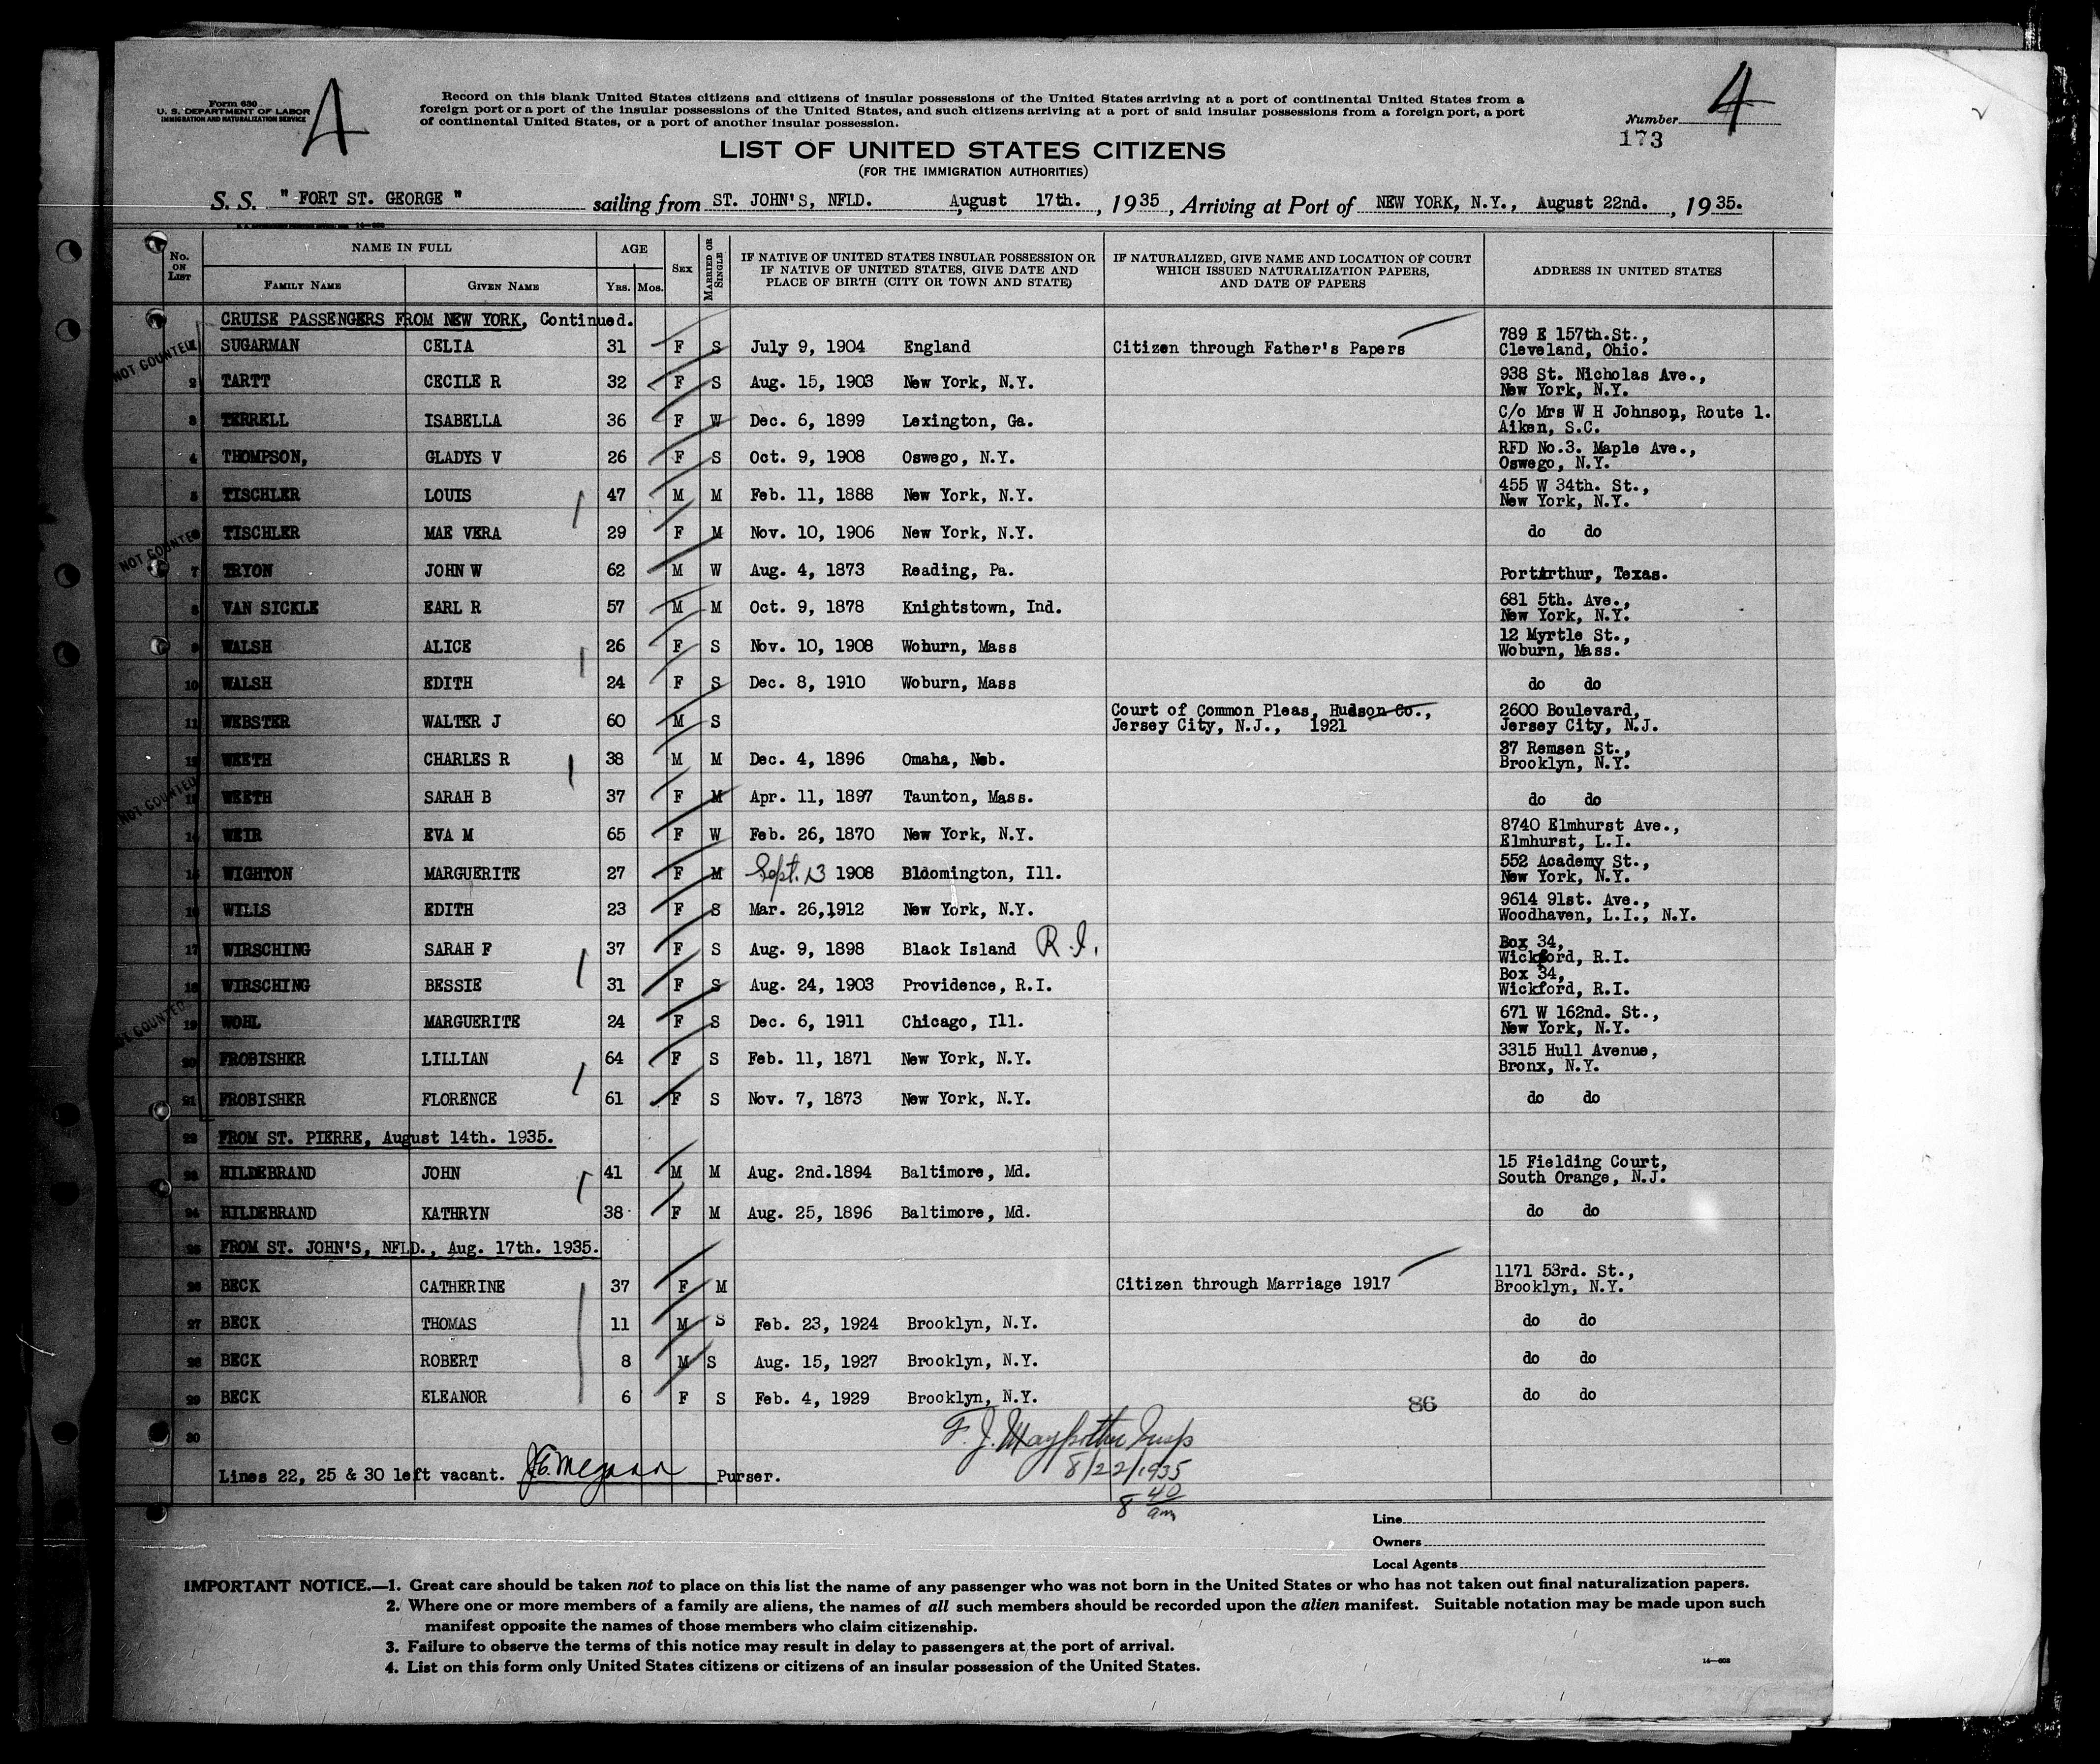 Form 630
U. S. DEPARTMENT OF LABOR
IMMIGRATION AND NATURALIZATION SERVICE
A
Record on this blank United States citizens and citizens of insular possessions of the United States arriving at a port of continental United States from a
foreign port or a port of the insular possessions of the United States, and such citizens arriving at a port of said insular possessions from a foreign port, a port
of continental United States, or a port of another insular possession.
4
Number
173
LIST OF UNITED STATES CITIZENS
(FOR THE IMMIGRATION AUTHORITIES)
S. S. " FORT ST. GEORGE " sailing from ST. JOHN'S, NFLD. August 17th. , 1935 , Arriving at Port of NEW YORK, N.Y., August 22nd. , 1935.
No. ON LIST NAME IN FULL FAMILY NAME GIVEN NAME AGE YRS. MOS. SEX MARRIED OR SINGLE IF NATIVE OF UNITED STATES INSULAR POSSESSION OR IF NATIVE OF UNITED STATES, GIVE DATE AND PLACE OF BIRTH (CITY OR TOWN AND STATE) IF NATURALIZED, GIVE NAME AND LOCATION OF COURT WHICH ISSUED NATURALIZATION PAPERS, AND DATE OF PAPERS ADDRESS IN UNITED STATES
CRUISE PASSENGERS FROM NEW YORK, Continued.
NOT COUNTED
1 SUGARMAN CELIA 31 F S July 9, 1904 England Citizen through Father's Papers 789 E 157th.St., Cleveland, Ohio.
2 TARTT CECILE R 32 F S Aug. 15, 1903 New York, N.Y. 938 St. Nicholas Ave., New York, N.Y.
3 TERRELL ISABELLA 36 F W Dec. 6, 1899 Lexington, Ga. C/o Mrs W H Johnson, Route 1. Aiken, S.C.
4 THOMPSON, GLADYS V 26 F S Oct. 9, 1908 Oswego, N.Y. RFD No.3. Maple Ave., Oswego, N.Y.
5 TISCHLER LOUIS 47 M M Feb. 11, 1888 New York, N.Y. 455 W 34th. St., New York, N.Y.
NOT COUNTED
6 TISCHLER MAE VERA 29 F M Nov. 10, 1906 New York, N.Y. do do
7 TRYON JOHN W 62 M W Aug. 4, 1873 Reading, Pa. PortArthur, Texas.
8 VAN SICKLE EARL R 57 M M Oct. 9, 1878 Knightstown, Ind. 681 5th. Ave., New York, N.Y.
9 WALSH ALICE 26 F S Nov. 10, 1908 Woburn, Mass 12 Myrtle St., Woburn, Mass.
10 WALSH EDITH 24 F S Dec. 8, 1910 Woburn, Mass do do
11 WEBSTER WALTER J 60 M S Court of Common Pleas, Hudson Co., Jersey City, N.J., 1921 2600 Boulevard, Jersey City, N.J.
12 WEETH CHARLES R 38 M M Dec. 4, 1896 Omaha, Neb. 37 Remsen St., Brooklyn, N.Y.
NOT COUNTED
13 WEETH SARAH B 37 F M Apr. 11, 1897 Taunton, Mass. do do
14 WEIR EVA M 65 F W Feb. 26, 1870 New York, N.Y. 8740 Elmhurst Ave., Elmhurst, L.I.
15 WIGHTON MARGUERITE 27 F M Sept. 13 1908 Bloomington, Ill. 552 Academy St., New York, N.Y.
16 WILLS EDITH 23 F S Mar. 26,1912 New York, N.Y. 9614 91st. Ave., Woodhaven, L.I., N.Y.
17 WIRSCHING SARAH F 37 F S Aug. 9, 1898 Black Island R.I. Box 34, Wickford, R.I.
18 WIRSCHING BESSIE 31 F S Aug. 24, 1903 Providence, R.I. Box 34, Wickford, R.I.
NOT COUNTED
19 WOHL MARGUERITE 24 F S Dec. 6, 1911 Chicago, Ill. 671 W 162nd. St., New York, N.Y.
20 FROBISHER LILLIAN 64 F S Feb. 11, 1871 New York, N.Y. 3315 Hull Avenue, Bronx, N.Y.
21 FROBISHER FLORENCE 61 F S Nov. 7, 1873 New York, N.Y. do do
22 FROM ST. PIERRE, August 14th. 1935.
23 HILDEBRAND JOHN 41 M M Aug. 2nd.1894 Baltimore, Md. 15 Fielding Court, South Orange, N.J.
24 HILDEBRAND KATHRYN 38 F M Aug. 25, 1896 Baltimore, Md. do do
25 FROM ST. JOHN'S, NFLD., Aug. 17th. 1935.
26 BECK CATHERINE 37 F M Citizen through Marriage 1917 1171 53rd. St., Brooklyn, N.Y.
27 BECK THOMAS 11 M S Feb. 23, 1924 Brooklyn, N.Y. do do
28 BECK ROBERT 8 M S Aug. 15, 1927 Brooklyn, N.Y. do do
29 BECK ELEANOR 6 F S Feb. 4, 1929 Brooklyn, N.Y. do do
86
30
F. J. Insp
8/22/1935
8 40 am
Lines 22, 25 & 30 left vacant. Purser.
Line
Owners
Local Agents
IMPORTANT NOTICE.—1. Great care should be taken not to place on this list the name of any passenger who was not born in the United States or who has not taken out final naturalization papers.
2. Where one or more members of a family are aliens, the names of all such members should be recorded upon the alien manifest. Suitable notation may be made upon such
manifest opposite the names of those members who claim citizenship.
3. Failure to observe the terms of this notice may result in delay to passengers at the port of arrival.
4. List on this form only United States citizens or citizens of an insular possession of the United States.